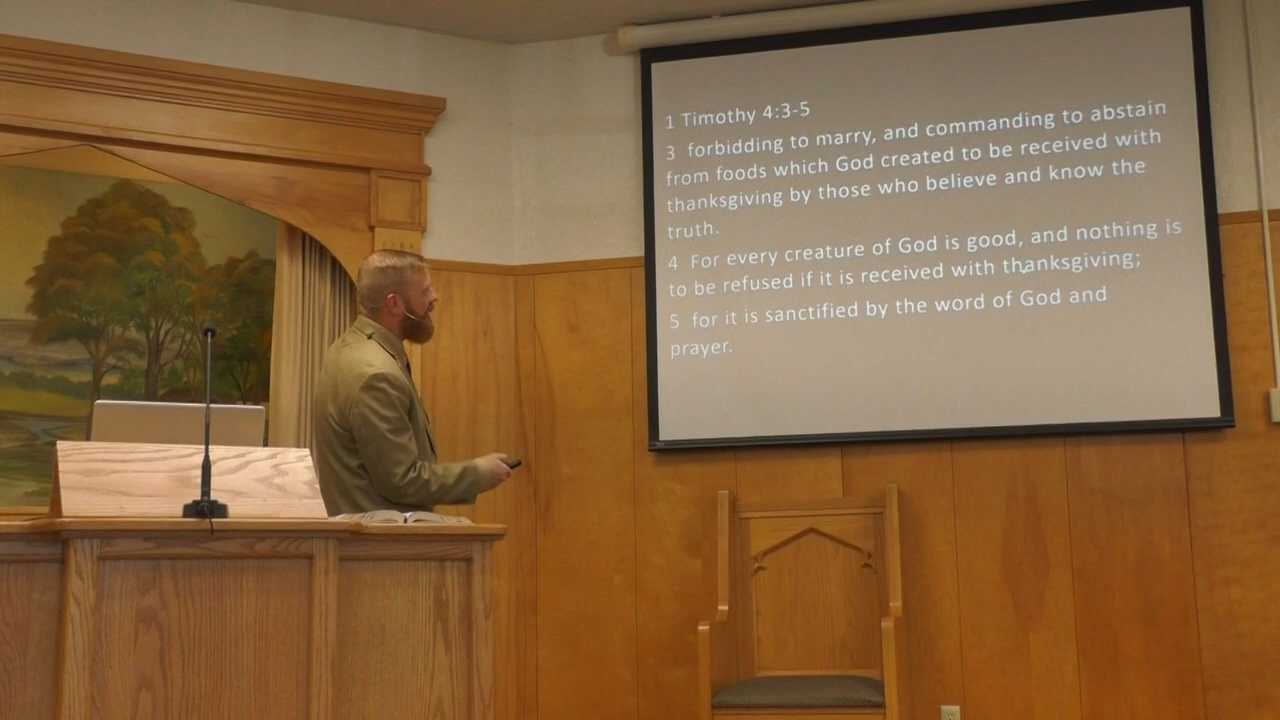 1 Timothy 4:3-5
3 forbidding to marry, and commanding to abstain
from foods which God created to be received with
thanksgiving by those who believe and know the
truth.
4 For every creature of God is good, and nothing is
to be refused if it is received with thanksgiving;
5 for it is sanctified by the word of God and
prayer.